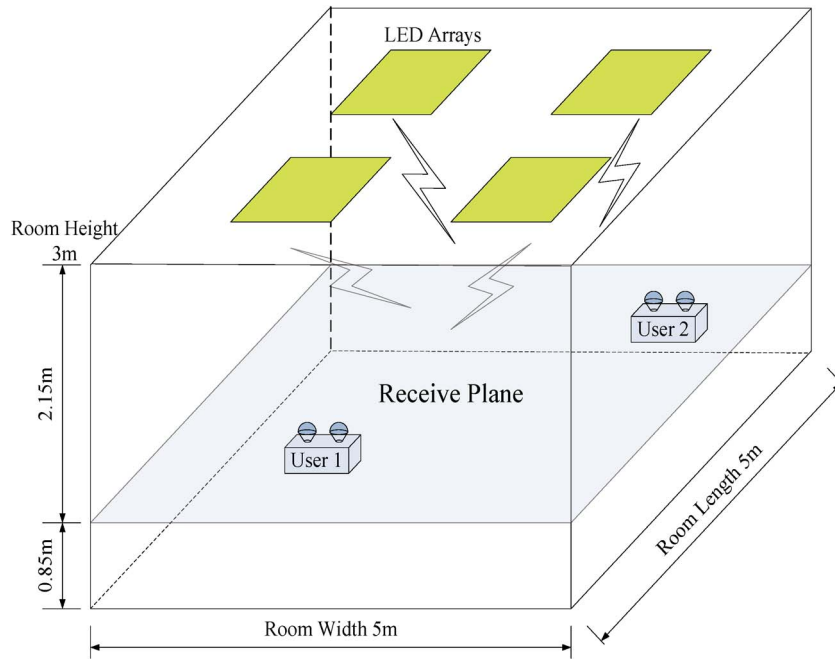 LED Arrays
Room Height
3m
User 2
2.15m
Receive Plane
User 1
Room Length 5m
0.85m
Room Width 5m